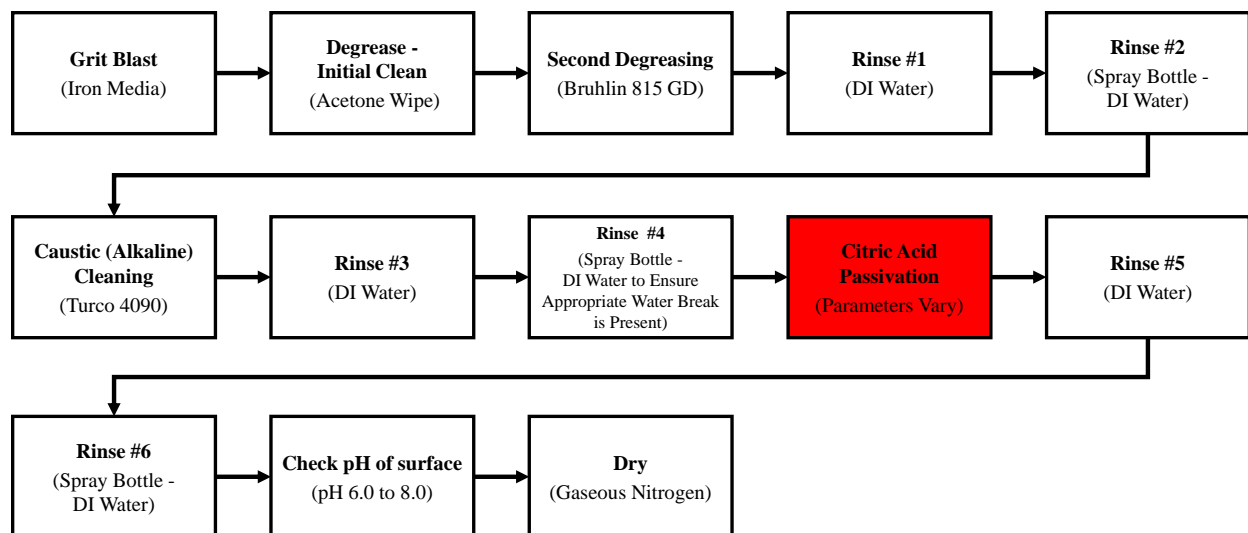 Grit Blast
(Iron Media)
Degrease -
Initial Clean
(Acetone Wipe)
Second Degreasing
(Bruhlin 815 GD)
Rinse #1
(DI Water)
Rinse #2
(Spray Bottle -
DI Water)
Caustic (Alkaline)
Cleaning
(Turco 4090)
Rinse #3
(DI Water)
Rinse #4
(Spray Bottle -
DI Water to Ensure
Appropriate Water Break
is Present)
Citric Acid
Passivation
(Parameters Vary)
Rinse #5
(DI Water)
Rinse #6
(Spray Bottle -
DI Water)
Check pH of surface
(pH 6.0 to 8.0)
Dry
(Gaseous Nitrogen)